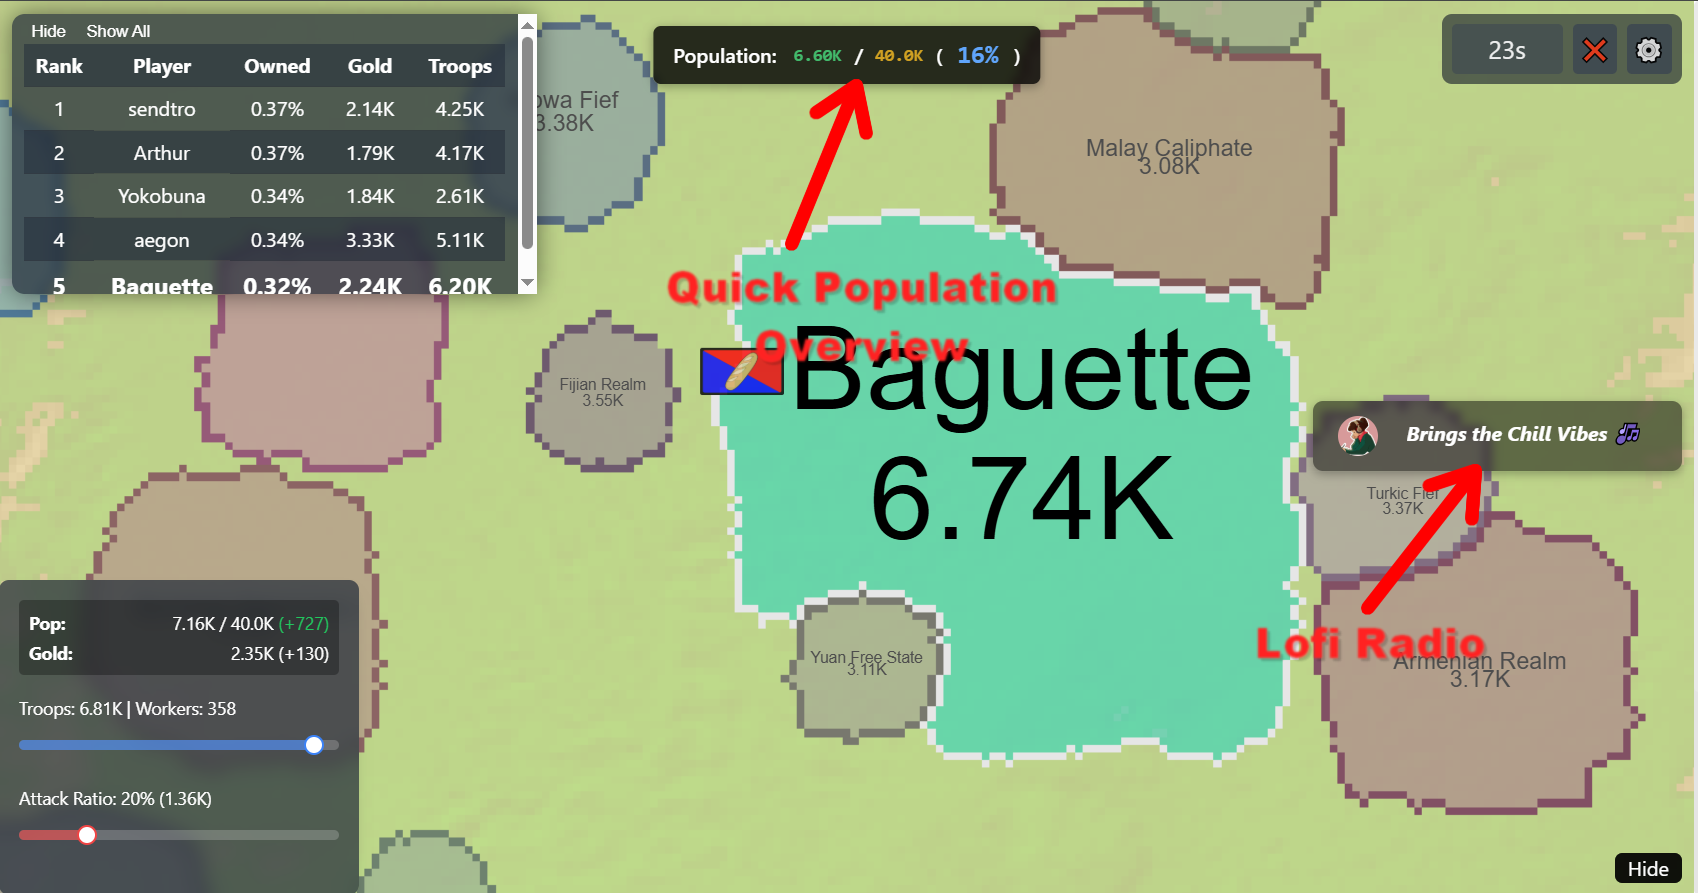 Hide Show All
Rank Player Owned Gold Troops
1 sendtro 0.37% 2.14K 4.25K
2 Arthur 0.37% 1.79K 4.17K
3 Yokobuna 0.34% 1.84K 2.61K
4 aegon 0.34% 3.33K 5.11K
5 Baguette 0.32% 2.24K 6.20K
Population: 6.60K / 40.0K ( 16% )
23s
Fief
3.38K
Malay Caliphate
3.08K
Quick Population
Overview
Baguette
6.74K
Fijian Realm
3.55K
Brings the Chill Vibes
Turkic Fief
3.37K
Lofi Radio
Armenian Realm
3.17K
Yuan Free State
3.11K
Pop: 7.16K / 40.0K (+727)
Gold: 2.35K (+130)
Troops: 6.81K | Workers: 358
Attack Ratio: 20% (1.36K)
Hide